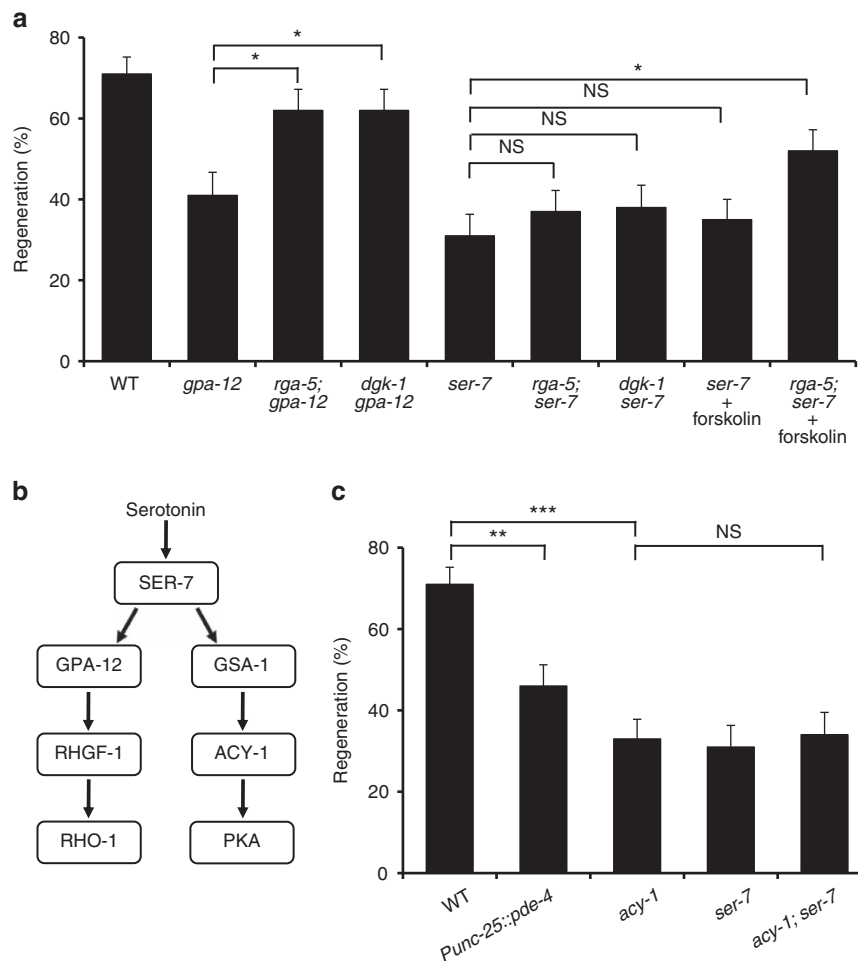 a
Regeneration (%)
80
60
40
20
0
*
*
*
NS
NS
NS
WT
gpa-12
rga-5;
gpa-12
dgk-1
gpa-12
ser-7
rga-5;
ser-7
dgk-1
ser-7
ser-7
+
forskolin
rga-5;
ser-7
+
forskolin
b
Serotonin
SER-7
GPA-12
GSA-1
RHGF-1
ACY-1
RHO-1
PKA
c
Regeneration (%)
80
60
40
20
0
***
**
NS
WT
Punc-25::pde-4
acy-1
ser-7
acy-1; ser-7